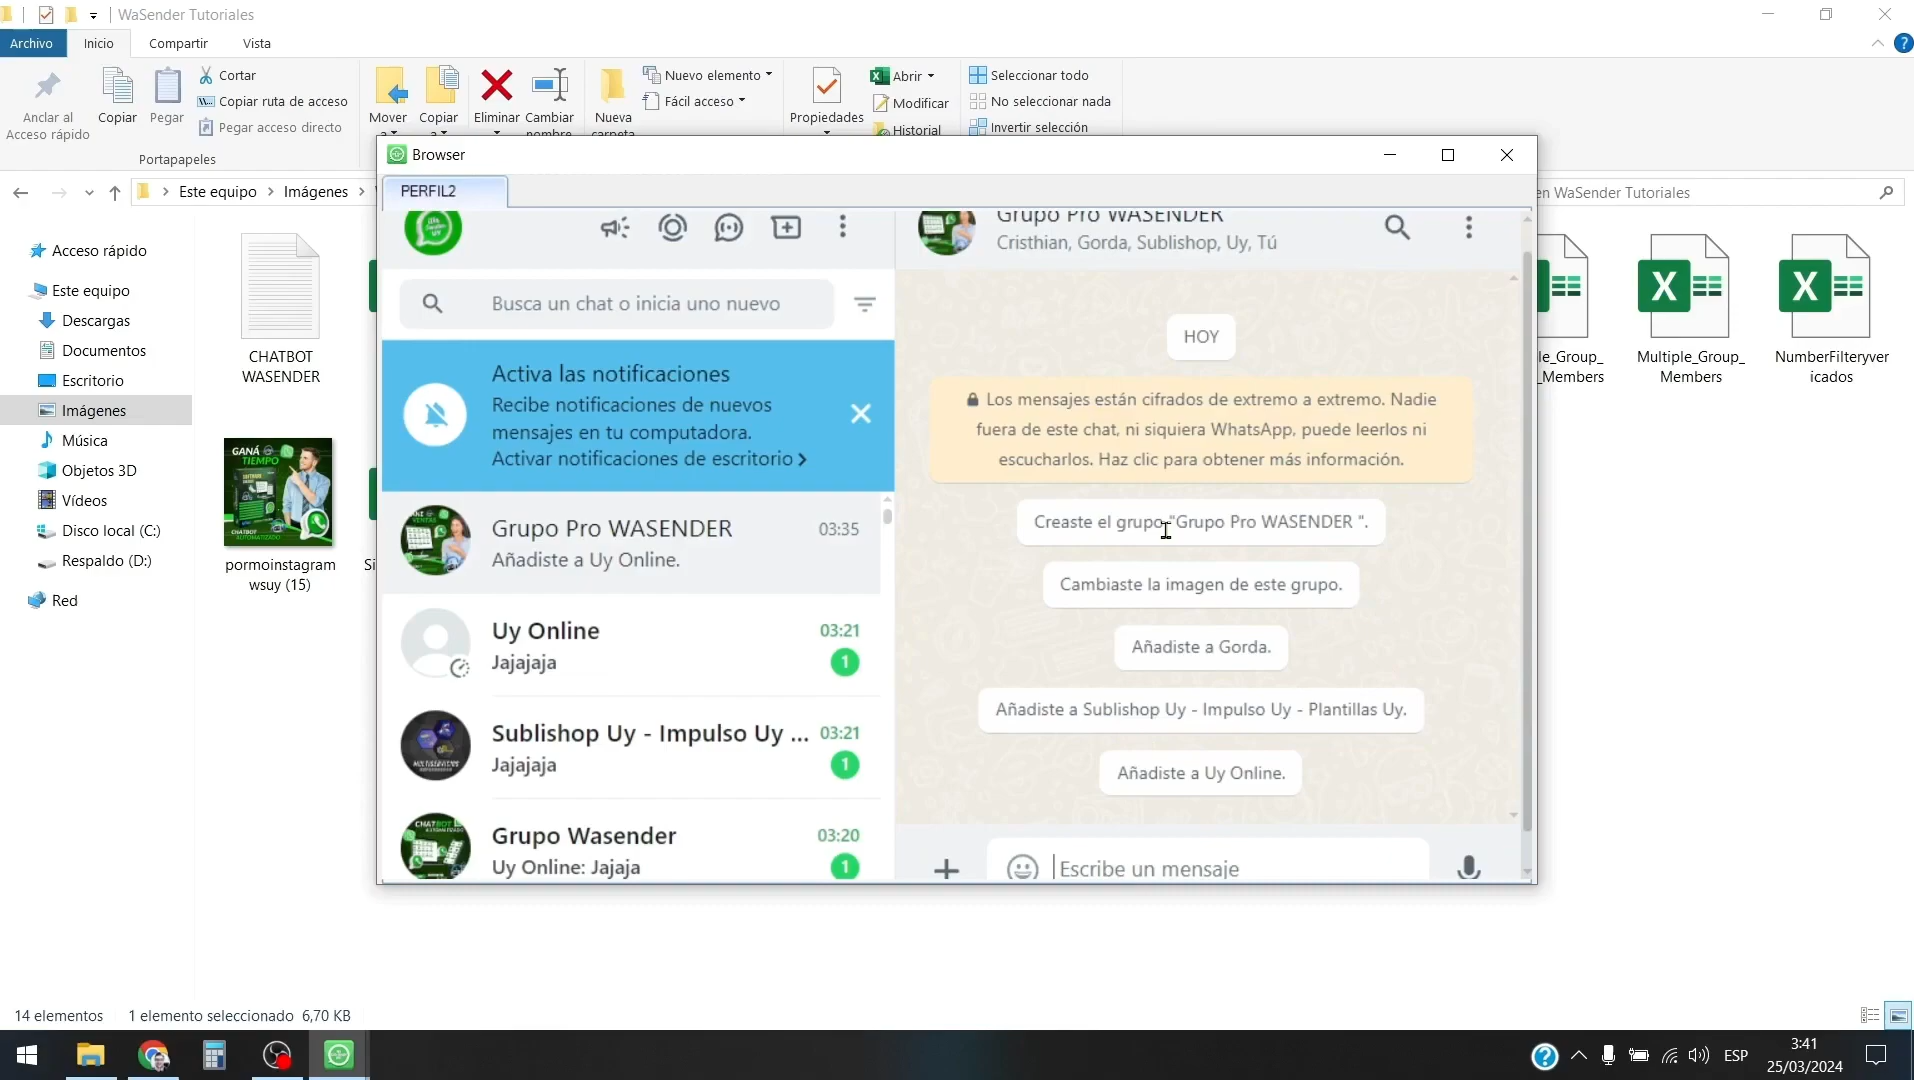 WaSender Tutoriales
Archivo
Inicio
Compartir
Vista
Anclar al
Acceso rápido
Copiar
Pegar
Cortar
Copiar ruta de acceso
Pegar acceso directo
Portapapeles
Mover
a
Copiar
a
Eliminar
Cambiar
nombre
Nueva
carpeta
Nuevo elemento
Fácil acceso
Propiedades
Abrir
Modificar
Historial
Seleccionar todo
No seleccionar nada
Invertir selección
Este equipo
Imágenes
en WaSender Tutoriales
Acceso rápido
Este equipo
Descargas
Documentos
Escritorio
Imágenes
Música
Objetos 3D
Vídeos
Disco local (C:)
Respaldo (D:)
Red
CHATBOT
WASENDER
GANÁ
TIEMPO
CHATBOT
AUTOMATIZADO
pormoinstagram
wsuy (15)
Si
Browser
PERFIL2
Busca un chat o inicia uno nuevo
Activa las notificaciones
Recibe notificaciones de nuevos
mensajes en tu computadora.
Activar notificaciones de escritorio
Grupo Pro WASENDER
03:35
Añadiste a Uy Online.
Uy Online
03:21
Jajajaja
1
Sublishop Uy - Impulso Uy ...
03:21
Jajajaja
1
Grupo Wasender
03:20
Uy Online: Jajaja
1
Grupo Pro WASENDER
Cristhian, Gorda, Sublishop, Uy, Tú
HOY
Los mensajes están cifrados de extremo a extremo. Nadie
fuera de este chat, ni siquiera WhatsApp, puede leerlos ni
escucharlos. Haz clic para obtener más información.
Creaste el grupo "Grupo Pro WASENDER ".
Cambiaste la imagen de este grupo.
Añadiste a Gorda.
Añadiste a Sublishop Uy - Impulso Uy - Plantillas Uy.
Añadiste a Uy Online.
Escribe un mensaje
le_Group_
_Members
Multiple_Group_
Members
NumberFilteryver
icados
14 elementos
1 elemento seleccionado 6,70 KB
ESP
3:41
25/03/2024